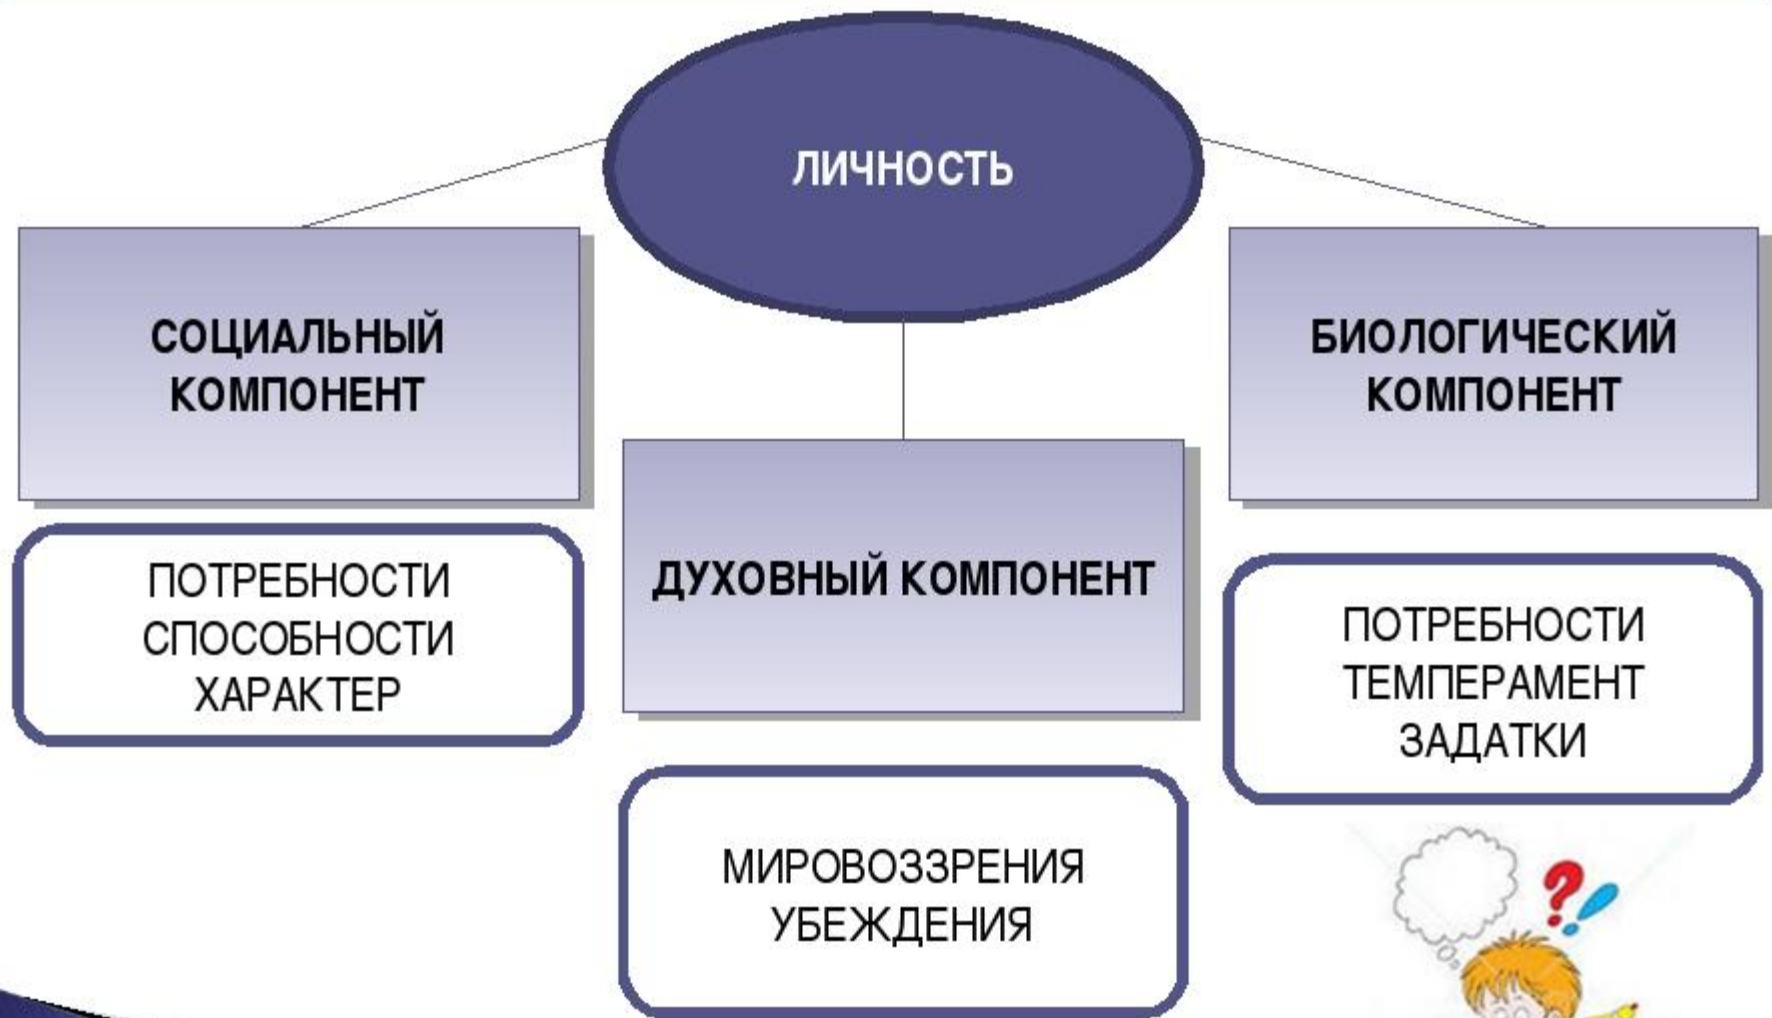 ЛИЧНОСТЬ
СОЦИАЛЬНЫЙ
КОМПОНЕНТ
ПОТРЕБНОСТИ
СПОСОБНОСТИ
ХАРАКТЕР
ДУХОВНЫЙ КОМПОНЕНТ
МИРОВОЗЗРЕНИЯ
УБЕЖДЕНИЯ
БИОЛОГИЧЕСКИЙ
КОМПОНЕНТ
ПОТРЕБНОСТИ
ТЕМПЕРАМЕНТ
ЗАДАТКИ
?!